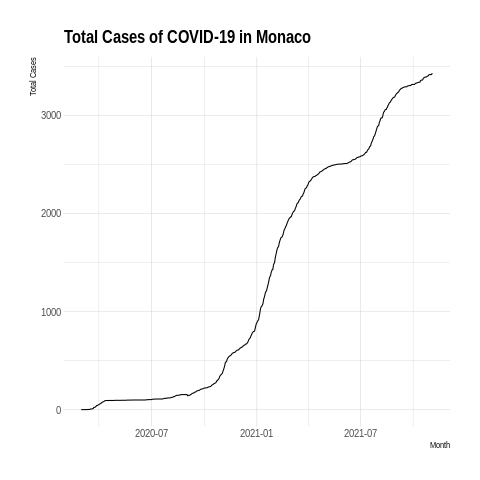 Total Cases of COVID-19 in Monaco
Total Cases
3000
2000
1000
0
2020-07
2021-01
2021-07
Month